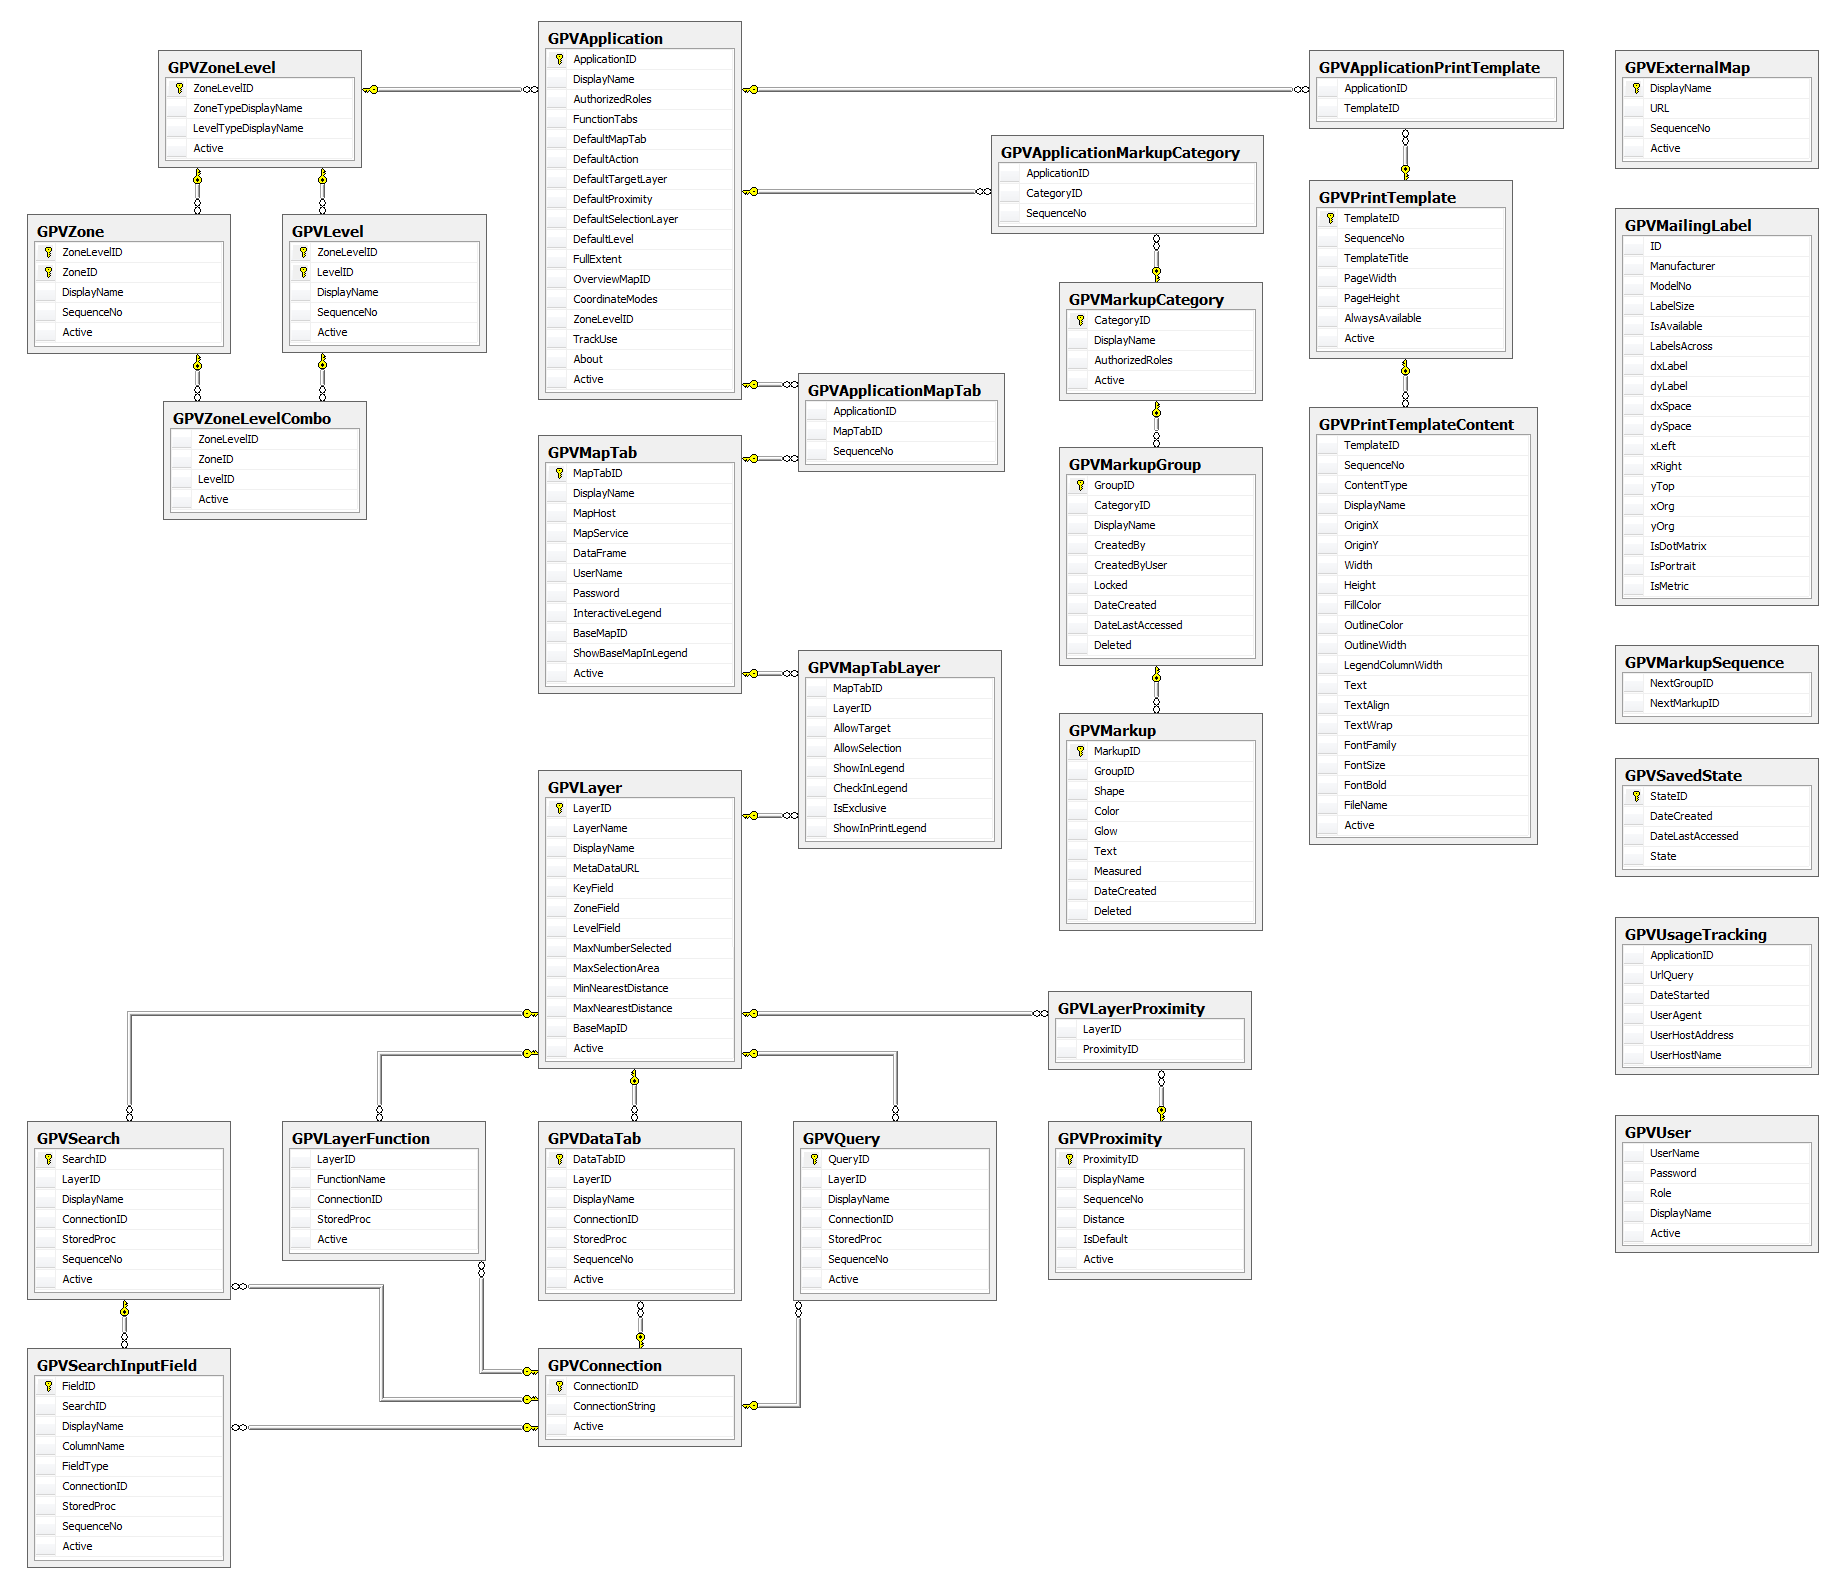 GPVZoneLevel
ZoneLevelID
ZoneTypeDisplayName
LevelTypeDisplayName
Active
GPVZone
ZoneLevelID
ZoneID
DisplayName
SequenceNo
Active
GPVLevel
ZoneLevelID
LevelID
DisplayName
SequenceNo
Active
GPVZoneLevelCombo
ZoneLevelID
ZoneID
LevelID
Active
GPVApplication
ApplicationID
DisplayName
AuthorizedRoles
FunctionTabs
DefaultMapTab
DefaultAction
DefaultTargetLayer
DefaultProximity
DefaultSelectionLayer
DefaultLevel
FullExtent
OverviewMapID
CoordinateModes
ZoneLevelID
TrackUse
About
Active
GPVApplicationMapTab
ApplicationID
MapTabID
SequenceNo
GPVMapTab
MapTabID
DisplayName
MapHost
MapService
DataFrame
UserName
Password
InteractiveLegend
BaseMapID
ShowBaseMapInLegend
Active
GPVMapTabLayer
MapTabID
LayerID
AllowTarget
AllowSelection
ShowInLegend
CheckInLegend
IsExclusive
ShowInPrintLegend
GPVLayer
LayerID
LayerName
DisplayName
MetaDataURL
KeyField
ZoneField
LevelField
MaxNumberSelected
MaxSelectionArea
MinNearestDistance
MaxNearestDistance
BaseMapID
Active
GPVApplicationMarkupCategory
ApplicationID
CategoryID
SequenceNo
GPVMarkupCategory
CategoryID
DisplayName
AuthorizedRoles
Active
GPVMarkupGroup
GroupID
CategoryID
DisplayName
CreatedBy
CreatedByUser
Locked
DateCreated
DateLastAccessed
Deleted
GPVMarkup
MarkupID
GroupID
Shape
Color
Glow
Text
Measured
DateCreated
Deleted
GPVApplicationPrintTemplate
ApplicationID
TemplateID
GPVPrintTemplate
TemplateID
SequenceNo
TemplateTitle
PageWidth
PageHeight
AlwaysAvailable
Active
GPVPrintTemplateContent
TemplateID
SequenceNo
ContentType
DisplayName
OriginX
OriginY
Width
Height
FillColor
OutlineColor
OutlineWidth
LegendColumnWidth
Text
TextAlign
TextWrap
FontFamily
FontSize
FontBold
FileName
Active
GPVExternalMap
DisplayName
URL
SequenceNo
Active
GPVMailingLabel
ID
Manufacturer
ModelNo
LabelSize
IsAvailable
LabelsAcross
dxLabel
dyLabel
dxSpace
dySpace
xLeft
xRight
yTop
xOrg
yOrg
IsDotMatrix
IsPortrait
IsMetric
GPVMarkupSequence
NextGroupID
NextMarkupID
GPVSavedState
StateID
DateCreated
DateLastAccessed
State
GPVUsageTracking
ApplicationID
UrlQuery
DateStarted
UserAgent
UserHostAddress
UserHostName
GPVUser
UserName
Password
Role
DisplayName
Active
GPVLayerProximity
LayerID
ProximityID
GPVSearch
SearchID
LayerID
DisplayName
ConnectionID
StoredProc
SequenceNo
Active
GPVLayerFunction
LayerID
FunctionName
ConnectionID
StoredProc
Active
GPVDataTab
DataTabID
LayerID
DisplayName
ConnectionID
StoredProc
SequenceNo
Active
GPVQuery
QueryID
LayerID
DisplayName
ConnectionID
StoredProc
SequenceNo
Active
GPVProximity
ProximityID
DisplayName
SequenceNo
Distance
IsDefault
Active
GPVSearchInputField
FieldID
SearchID
DisplayName
ColumnName
FieldType
ConnectionID
StoredProc
SequenceNo
Active
GPVConnection
ConnectionID
ConnectionString
Active